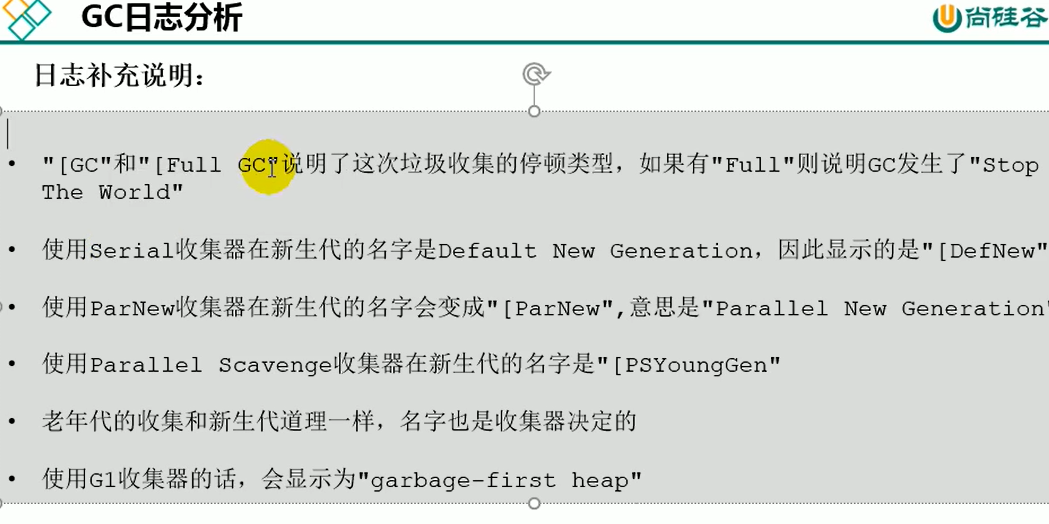 GC日志分析
尚硅谷
日志补充说明：
• "[GC"和"[Full GC"说明了这次垃圾收集的停顿类型，如果有"Full"则说明GC发生了"Stop
The World"
• 使用Serial收集器在新生代的名字是Default New Generation，因此显示的是"[DefNew"
• 使用ParNew收集器在新生代的名字会变成"[ParNew",意思是"Parallel New Generation"
• 使用Parallel Scavenge收集器在新生代的名字是"[PSYoungGen"
• 老年代的收集和新生代道理一样，名字也是收集器决定的
• 使用G1收集器的话，会显示为"garbage-first heap"